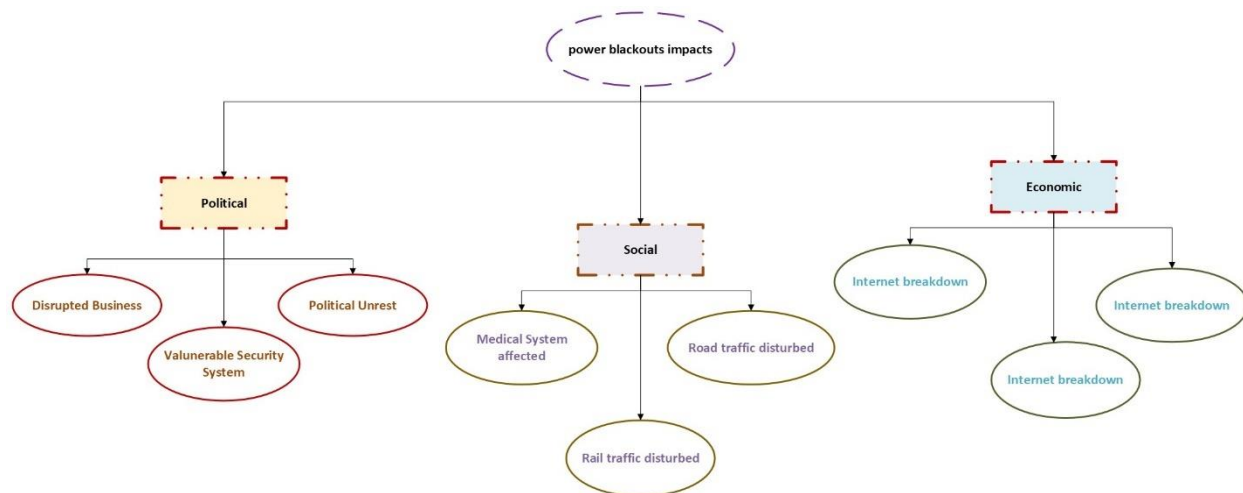 power blackouts impacts
Political
Disrupted Business
Valunerable Security
System
Political Unrest
Social
Medical System
affected
Rail traffic disturbed
Road traffic disturbed
Economic
Internet breakdown
Internet breakdown
Internet breakdown